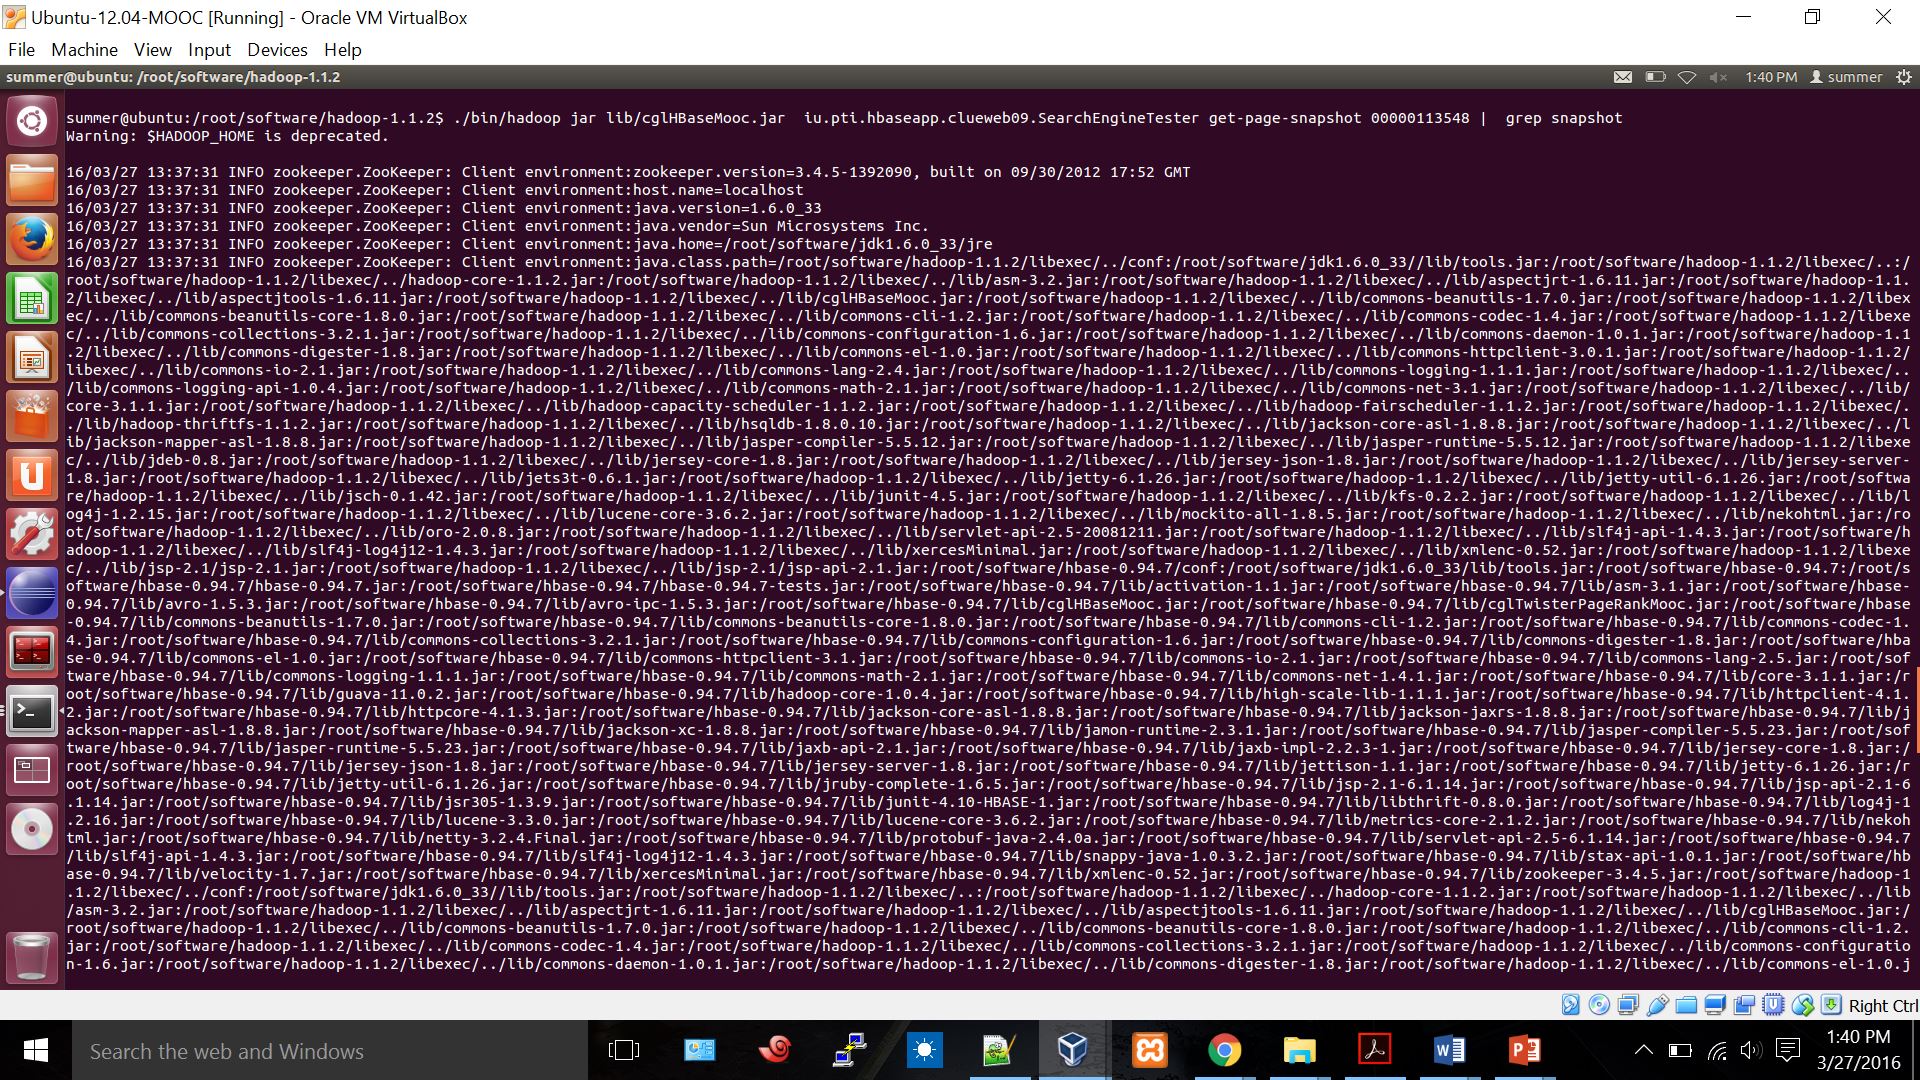 Ubuntu-12.04-MOOC [Running] - Oracle VM VirtualBox
File Machine View Input Devices Help
summer@ubuntu: /root/software/hadoop-1.1.2
1:40 PM summer
summer@ubuntu:/root/software/hadoop-1.1.2$ ./bin/hadoop jar lib/cglHBaseMooc.jar  iu.pti.hbaseapp.clueweb09.SearchEngineTester get-page-snapshot 00000113548 |  grep snapshot
Warning: $HADOOP_HOME is deprecated.
16/03/27 13:37:31 INFO zookeeper.ZooKeeper: Client environment:zookeeper.version=3.4.5-1392090, built on 09/30/2012 17:52 GMT
16/03/27 13:37:31 INFO zookeeper.ZooKeeper: Client environment:host.name=localhost
16/03/27 13:37:31 INFO zookeeper.ZooKeeper: Client environment:java.version=1.6.0_33
16/03/27 13:37:31 INFO zookeeper.ZooKeeper: Client environment:java.vendor=Sun Microsystems Inc.
16/03/27 13:37:31 INFO zookeeper.ZooKeeper: Client environment:java.home=/root/software/jdk1.6.0_33/jre
16/03/27 13:37:31 INFO zookeeper.ZooKeeper: Client environment:java.class.path=/root/software/hadoop-1.1.2/libexec/../conf:/root/software/jdk1.6.0_33//lib/tools.jar:/root/software/hadoop-1.1.2/libexec/..:/
root/software/hadoop-1.1.2/libexec/../hadoop-core-1.1.2.jar:/root/software/hadoop-1.1.2/libexec/../lib/asm-3.2.jar:/root/software/hadoop-1.1.2/libexec/../lib/aspectjrt-1.6.11.jar:/root/software/hadoop-1.1.
2/libexec/../lib/aspectjtools-1.6.11.jar:/root/software/hadoop-1.1.2/libexec/../lib/cglHBaseMooc.jar:/root/software/hadoop-1.1.2/libexec/../lib/commons-beanutils-1.7.0.jar:/root/software/hadoop-1.1.2/libex
ec/../lib/commons-beanutils-core-1.8.0.jar:/root/software/hadoop-1.1.2/libexec/../lib/commons-cli-1.2.jar:/root/software/hadoop-1.1.2/libexec/../lib/commons-codec-1.4.jar:/root/software/hadoop-1.1.2/libexe
c/../lib/commons-collections-3.2.1.jar:/root/software/hadoop-1.1.2/libexec/../lib/commons-configuration-1.6.jar:/root/software/hadoop-1.1.2/libexec/../lib/commons-daemon-1.0.1.jar:/root/software/hadoop-1.1
.2/libexec/../lib/commons-digester-1.8.jar:/root/software/hadoop-1.1.2/libexec/../lib/commons-el-1.0.jar:/root/software/hadoop-1.1.2/libexec/../lib/commons-httpclient-3.0.1.jar:/root/software/hadoop-1.1.2/
libexec/../lib/commons-io-2.1.jar:/root/software/hadoop-1.1.2/libexec/../lib/commons-lang-2.4.jar:/root/software/hadoop-1.1.2/libexec/../lib/commons-logging-1.1.1.jar:/root/software/hadoop-1.1.2/libexec/..
/lib/commons-logging-api-1.0.4.jar:/root/software/hadoop-1.1.2/libexec/../lib/commons-math-2.1.jar:/root/software/hadoop-1.1.2/libexec/../lib/commons-net-3.1.jar:/root/software/hadoop-1.1.2/libexec/../lib/
core-3.1.1.jar:/root/software/hadoop-1.1.2/libexec/../lib/hadoop-capacity-scheduler-1.1.2.jar:/root/software/hadoop-1.1.2/libexec/../lib/hadoop-fairscheduler-1.1.2.jar:/root/software/hadoop-1.1.2/libexec/.
./lib/hadoop-thriftfs-1.1.2.jar:/root/software/hadoop-1.1.2/libexec/../lib/hsqldb-1.8.0.10.jar:/root/software/hadoop-1.1.2/libexec/../lib/jackson-core-asl-1.8.8.jar:/root/software/hadoop-1.1.2/libexec/../l
ib/jackson-mapper-asl-1.8.8.jar:/root/software/hadoop-1.1.2/libexec/../lib/jasper-compiler-5.5.12.jar:/root/software/hadoop-1.1.2/libexec/../lib/jasper-runtime-5.5.12.jar:/root/software/hadoop-1.1.2/libexe
c/../lib/jdeb-0.8.jar:/root/software/hadoop-1.1.2/libexec/../lib/jersey-core-1.8.jar:/root/software/hadoop-1.1.2/libexec/../lib/jersey-json-1.8.jar:/root/software/hadoop-1.1.2/libexec/../lib/jersey-server-
1.8.jar:/root/software/hadoop-1.1.2/libexec/../lib/jets3t-0.6.1.jar:/root/software/hadoop-1.1.2/libexec/../lib/jetty-6.1.26.jar:/root/software/hadoop-1.1.2/libexec/../lib/jetty-util-6.1.26.jar:/root/softwa
re/hadoop-1.1.2/libexec/../lib/jsch-0.1.42.jar:/root/software/hadoop-1.1.2/libexec/../lib/junit-4.5.jar:/root/software/hadoop-1.1.2/libexec/../lib/kfs-0.2.2.jar:/root/software/hadoop-1.1.2/libexec/../lib/l
og4j-1.2.15.jar:/root/software/hadoop-1.1.2/libexec/../lib/lucene-core-3.6.2.jar:/root/software/hadoop-1.1.2/libexec/../lib/mockito-all-1.8.5.jar:/root/software/hadoop-1.1.2/libexec/../lib/nekohtml.jar:/ro
ot/software/hadoop-1.1.2/libexec/../lib/oro-2.0.8.jar:/root/software/hadoop-1.1.2/libexec/../lib/servlet-api-2.5-20081211.jar:/root/software/hadoop-1.1.2/libexec/../lib/slf4j-api-1.4.3.jar:/root/software/h
adoop-1.1.2/libexec/../lib/slf4j-log4j12-1.4.3.jar:/root/software/hadoop-1.1.2/libexec/../lib/xercesMinimal.jar:/root/software/hadoop-1.1.2/libexec/../lib/xmlenc-0.52.jar:/root/software/hadoop-1.1.2/libexe
c/../lib/jsp-2.1/jsp-2.1.jar:/root/software/hadoop-1.1.2/libexec/../lib/jsp-2.1/jsp-api-2.1.jar:/root/software/hbase-0.94.7/conf:/root/software/jdk1.6.0_33/lib/tools.jar:/root/software/hbase-0.94.7:/root/s
oftware/hbase-0.94.7/hbase-0.94.7.jar:/root/software/hbase-0.94.7/hbase-0.94.7-tests.jar:/root/software/hbase-0.94.7/lib/activation-1.1.jar:/root/software/hbase-0.94.7/lib/asm-3.1.jar:/root/software/hbase-
0.94.7/lib/avro-1.5.3.jar:/root/software/hbase-0.94.7/lib/avro-ipc-1.5.3.jar:/root/software/hbase-0.94.7/lib/cglHBaseMooc.jar:/root/software/hbase-0.94.7/lib/cglTwisterPageRankMooc.jar:/root/software/hbase
-0.94.7/lib/commons-beanutils-1.7.0.jar:/root/software/hbase-0.94.7/lib/commons-beanutils-core-1.8.0.jar:/root/software/hbase-0.94.7/lib/commons-cli-1.2.jar:/root/software/hbase-0.94.7/lib/commons-codec-1.
4.jar:/root/software/hbase-0.94.7/lib/commons-collections-3.2.1.jar:/root/software/hbase-0.94.7/lib/commons-configuration-1.6.jar:/root/software/hbase-0.94.7/lib/commons-digester-1.8.jar:/root/software/hba
se-0.94.7/lib/commons-el-1.0.jar:/root/software/hbase-0.94.7/lib/commons-httpclient-3.1.jar:/root/software/hbase-0.94.7/lib/commons-io-2.1.jar:/root/software/hbase-0.94.7/lib/commons-lang-2.5.jar:/root/sof
tware/hbase-0.94.7/lib/commons-logging-1.1.1.jar:/root/software/hbase-0.94.7/lib/commons-math-2.1.jar:/root/software/hbase-0.94.7/lib/commons-net-1.4.1.jar:/root/software/hbase-0.94.7/lib/core-3.1.1.jar:/r
oot/software/hbase-0.94.7/lib/guava-11.0.2.jar:/root/software/hbase-0.94.7/lib/hadoop-core-1.0.4.jar:/root/software/hbase-0.94.7/lib/high-scale-lib-1.1.1.jar:/root/software/hbase-0.94.7/lib/httpclient-4.1.
2.jar:/root/software/hbase-0.94.7/lib/httpcore-4.1.3.jar:/root/software/hbase-0.94.7/lib/jackson-core-asl-1.8.8.jar:/root/software/hbase-0.94.7/lib/jackson-jaxrs-1.8.8.jar:/root/software/hbase-0.94.7/lib/j
ackson-mapper-asl-1.8.8.jar:/root/software/hbase-0.94.7/lib/jackson-xc-1.8.8.jar:/root/software/hbase-0.94.7/lib/jamon-runtime-2.3.1.jar:/root/software/hbase-0.94.7/lib/jasper-compiler-5.5.23.jar:/root/sof
tware/hbase-0.94.7/lib/jasper-runtime-5.5.23.jar:/root/software/hbase-0.94.7/lib/jaxb-api-2.1.jar:/root/software/hbase-0.94.7/lib/jaxb-impl-2.2.3-1.jar:/root/software/hbase-0.94.7/lib/jersey-core-1.8.jar:/
root/software/hbase-0.94.7/lib/jersey-json-1.8.jar:/root/software/hbase-0.94.7/lib/jersey-server-1.8.jar:/root/software/hbase-0.94.7/lib/jettison-1.1.jar:/root/software/hbase-0.94.7/lib/jetty-6.1.26.jar:/r
oot/software/hbase-0.94.7/lib/jetty-util-6.1.26.jar:/root/software/hbase-0.94.7/lib/jruby-complete-1.6.5.jar:/root/software/hbase-0.94.7/lib/jsp-2.1-6.1.14.jar:/root/software/hbase-0.94.7/lib/jsp-api-2.1-6
.1.14.jar:/root/software/hbase-0.94.7/lib/jsr305-1.3.9.jar:/root/software/hbase-0.94.7/lib/junit-4.10-HBASE-1.jar:/root/software/hbase-0.94.7/lib/libthrift-0.8.0.jar:/root/software/hbase-0.94.7/lib/log4j-1
.2.16.jar:/root/software/hbase-0.94.7/lib/lucene-3.3.0.jar:/root/software/hbase-0.94.7/lib/lucene-core-3.6.2.jar:/root/software/hbase-0.94.7/lib/metrics-core-2.1.2.jar:/root/software/hbase-0.94.7/lib/nekoh
tml.jar:/root/software/hbase-0.94.7/lib/netty-3.2.4.Final.jar:/root/software/hbase-0.94.7/lib/protobuf-java-2.4.0a.jar:/root/software/hbase-0.94.7/lib/servlet-api-2.5-6.1.14.jar:/root/software/hbase-0.94.7
/lib/slf4j-api-1.4.3.jar:/root/software/hbase-0.94.7/lib/slf4j-log4j12-1.4.3.jar:/root/software/hbase-0.94.7/lib/snappy-java-1.0.3.2.jar:/root/software/hbase-0.94.7/lib/stax-api-1.0.1.jar:/root/software/hb
ase-0.94.7/lib/velocity-1.7.jar:/root/software/hbase-0.94.7/lib/xercesMinimal.jar:/root/software/hbase-0.94.7/lib/xmlenc-0.52.jar:/root/software/hbase-0.94.7/lib/zookeeper-3.4.5.jar:/root/software/hadoop-1
.1.2/libexec/../conf:/root/software/jdk1.6.0_33//lib/tools.jar:/root/software/hadoop-1.1.2/libexec/..:/root/software/hadoop-1.1.2/libexec/../hadoop-core-1.1.2.jar:/root/software/hadoop-1.1.2/libexec/../lib
/asm-3.2.jar:/root/software/hadoop-1.1.2/libexec/../lib/aspectjrt-1.6.11.jar:/root/software/hadoop-1.1.2/libexec/../lib/aspectjtools-1.6.11.jar:/root/software/hadoop-1.1.2/libexec/../lib/cglHBaseMooc.jar:/
root/software/hadoop-1.1.2/libexec/../lib/commons-beanutils-1.7.0.jar:/root/software/hadoop-1.1.2/libexec/../lib/commons-beanutils-core-1.8.0.jar:/root/software/hadoop-1.1.2/libexec/../lib/commons-cli-1.2.
jar:/root/software/hadoop-1.1.2/libexec/../lib/commons-codec-1.4.jar:/root/software/hadoop-1.1.2/libexec/../lib/commons-collections-3.2.1.jar:/root/software/hadoop-1.1.2/libexec/../lib/commons-configuratio
n-1.6.jar:/root/software/hadoop-1.1.2/libexec/../lib/commons-daemon-1.0.1.jar:/root/software/hadoop-1.1.2/libexec/../lib/commons-digester-1.8.jar:/root/software/hadoop-1.1.2/libexec/../lib/commons-el-1.0.j
Right Ctrl
Search the web and Windows
1:40 PM
3/27/2016